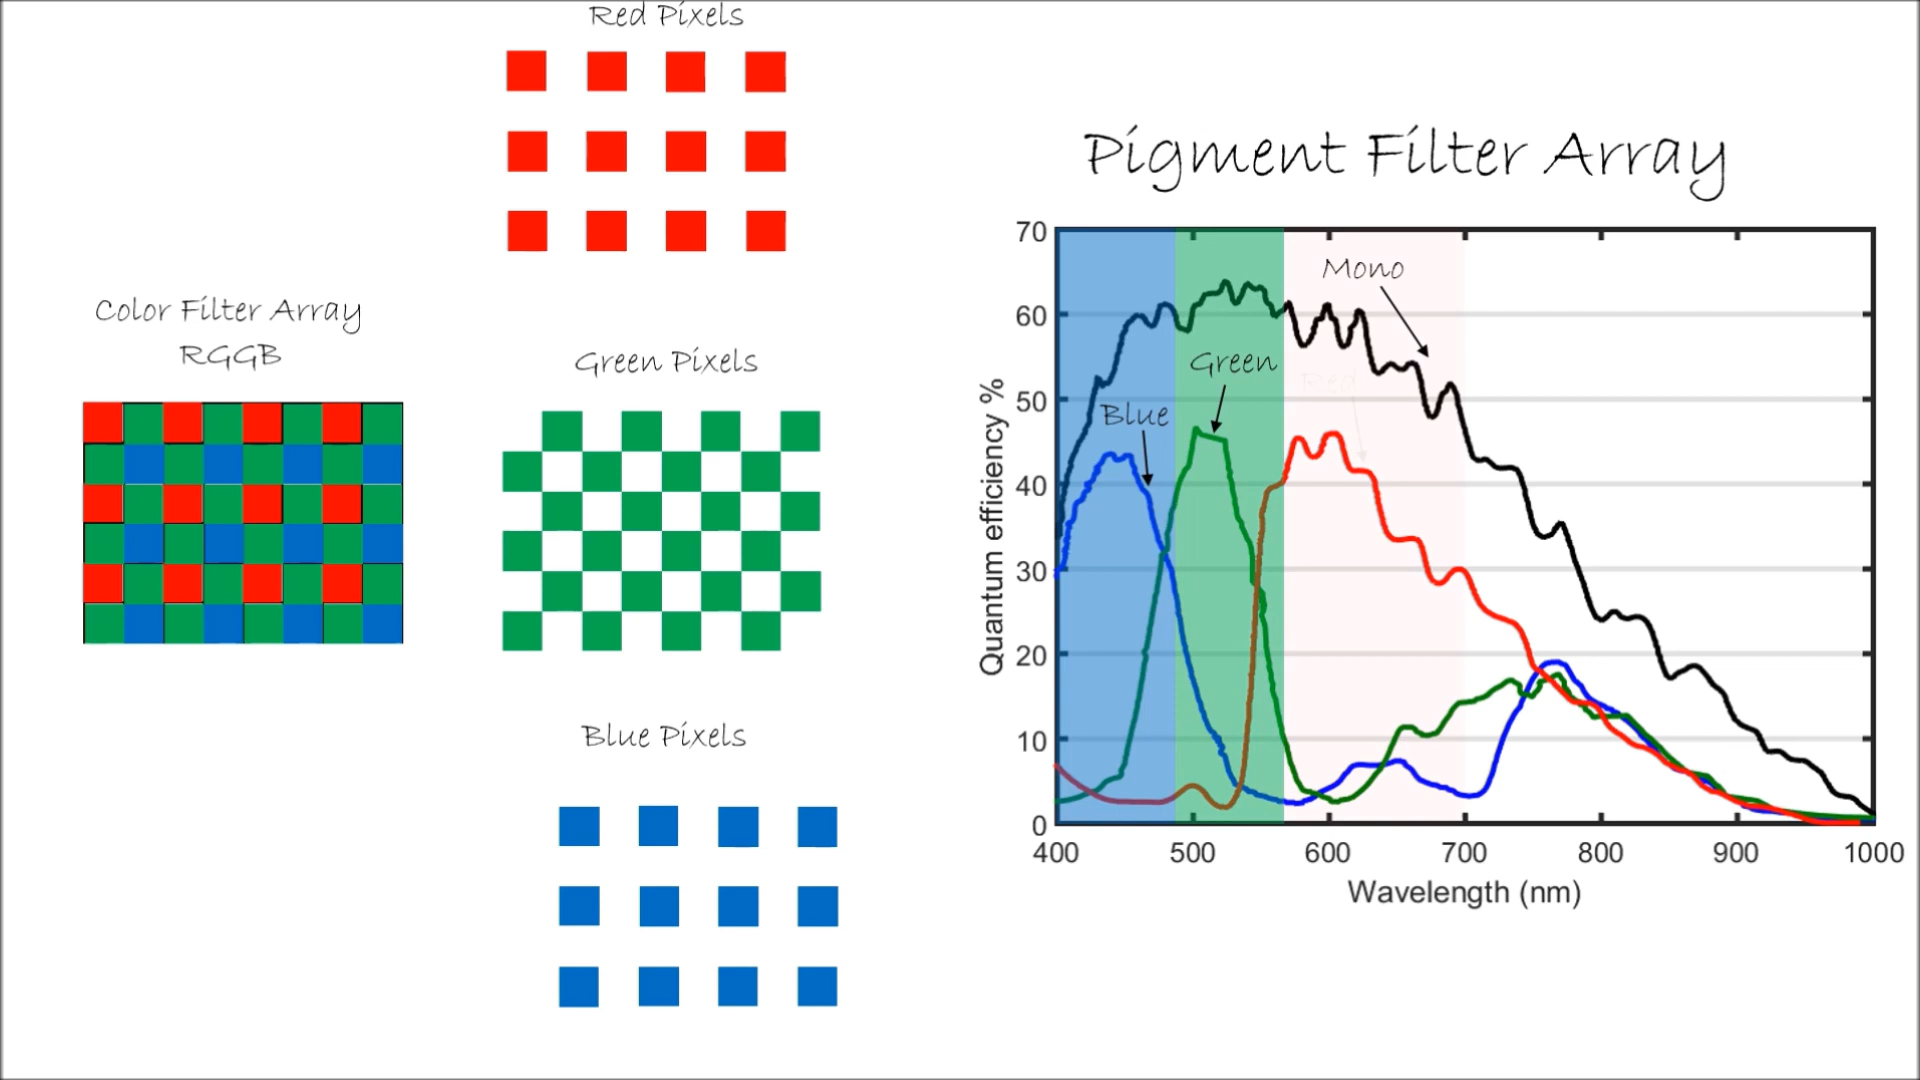 Red Pixels
Color Filter Array
RGGB
Green Pixels
Blue Pixels
Pigment Filter Array
Mono
Green
Red
Blue
Quantum efficiency %
70
60
50
40
30
20
10
0
400 500 600 700 800 900 1000
Wavelength (nm)